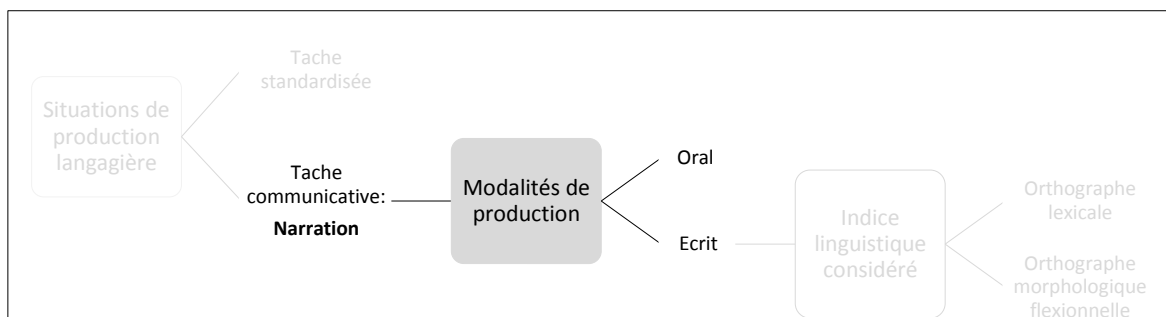 Tache
standardisée
Situations de
production
langagière
Tache
communicative:
Narration
Modalités de
production
Oral
Ecrit
Indice
linguistique
considéré
Orthographe
lexicale
Orthographe
morphologique
flexionnelle